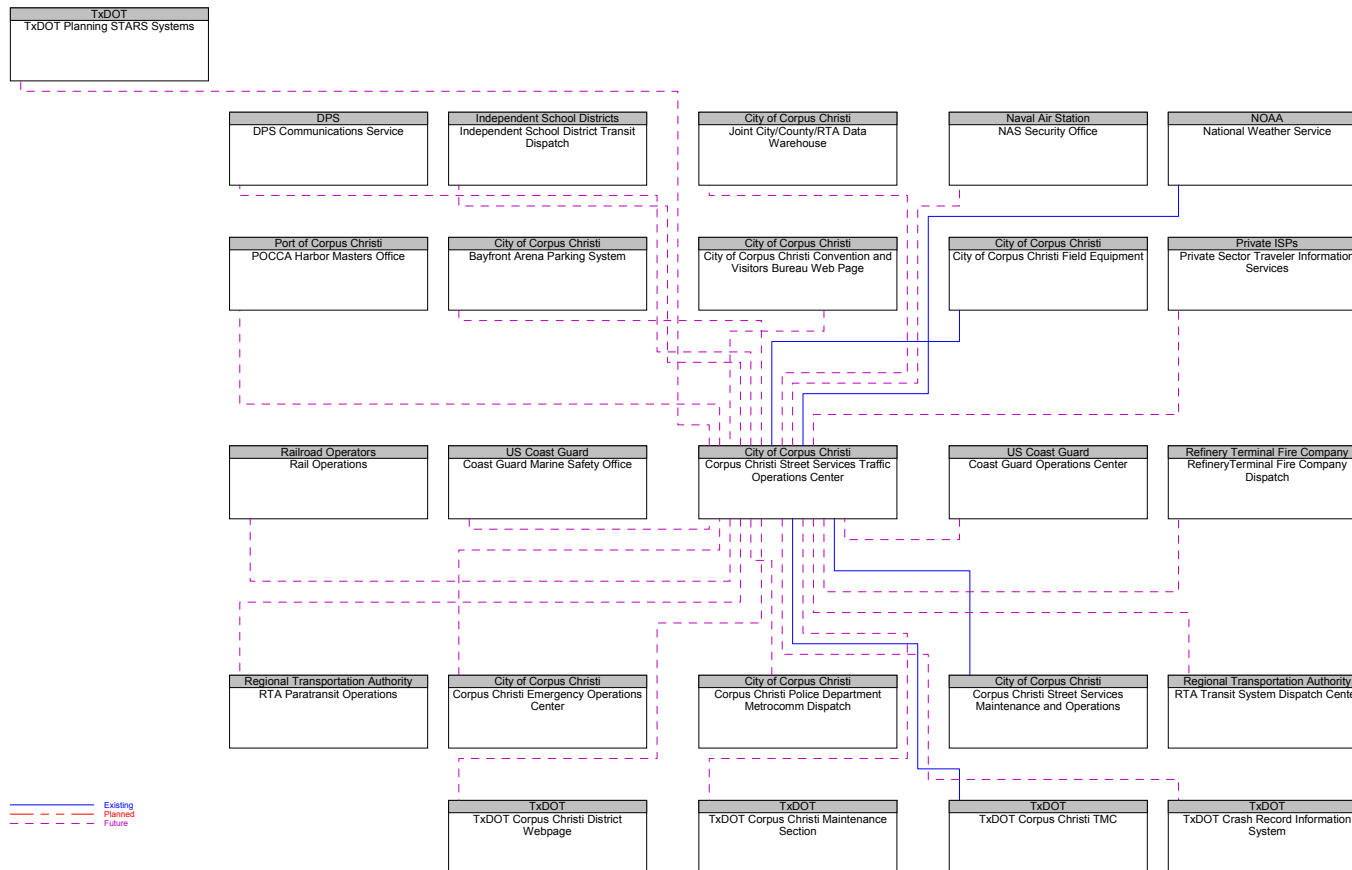 TxDOT
TxDOT Planning STARS Systems
DPS
DPS Communications Service
Independent School Districts
Independent School District Transit
Dispatch
City of Corpus Christi
Joint City/County/RTA Data
Warehouse
Naval Air Station
NAS Security Office
NOAA
National Weather Service
Port of Corpus Christi
POCCA Harbor Masters Office
City of Corpus Christi
Bayfront Arena Parking System
City of Corpus Christi
City of Corpus Christi Convention and
Visitors Bureau Web Page
City of Corpus Christi
City of Corpus Christi Field Equipment
Private ISPs
Private Sector Traveler Information
Services
Railroad Operators
Rail Operations
US Coast Guard
Coast Guard Marine Safety Office
City of Corpus Christi
Corpus Christi Street Services Traffic
Operations Center
US Coast Guard
Coast Guard Operations Center
Refinery Terminal Fire Company
RefineryTerminal Fire Company
Dispatch
Regional Transportation Authority
RTA Paratransit Operations
City of Corpus Christi
Corpus Christi Emergency Operations
Center
City of Corpus Christi
Corpus Christi Police Department
Metrocomm Dispatch
City of Corpus Christi
Corpus Christi Street Services
Maintenance and Operations
Regional Transportation Authority
RTA Transit System Dispatch Cente
Existing
Planned
Future
TxDOT
TxDOT Corpus Christi District
Webpage
TxDOT
TxDOT Corpus Christi Maintenance
Section
TxDOT
TxDOT Corpus Christi TMC
TxDOT
TxDOT Crash Record Information
System